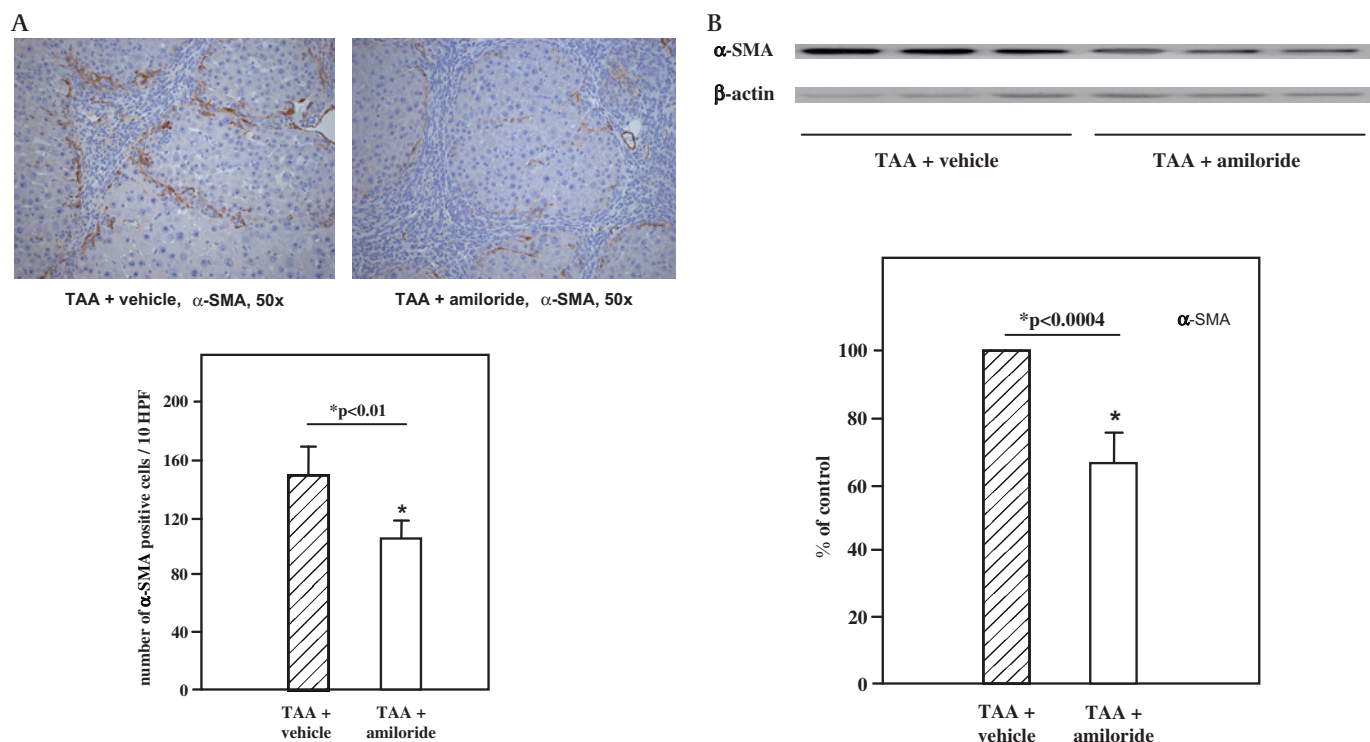 A
TAA + vehicle, α-SMA, 50x
TAA + amiloride, α-SMA, 50x
number of α-SMA positive cells / 10 HPF
200
160
120
80
40
0
*p<0.01
*
TAA +
vehicle
TAA +
amiloride
B
α-SMA
β-actin
TAA + vehicle
TAA + amiloride
% of control
100
80
60
40
20
0
*p<0.0004
α-SMA
*
TAA +
vehicle
TAA +
amiloride